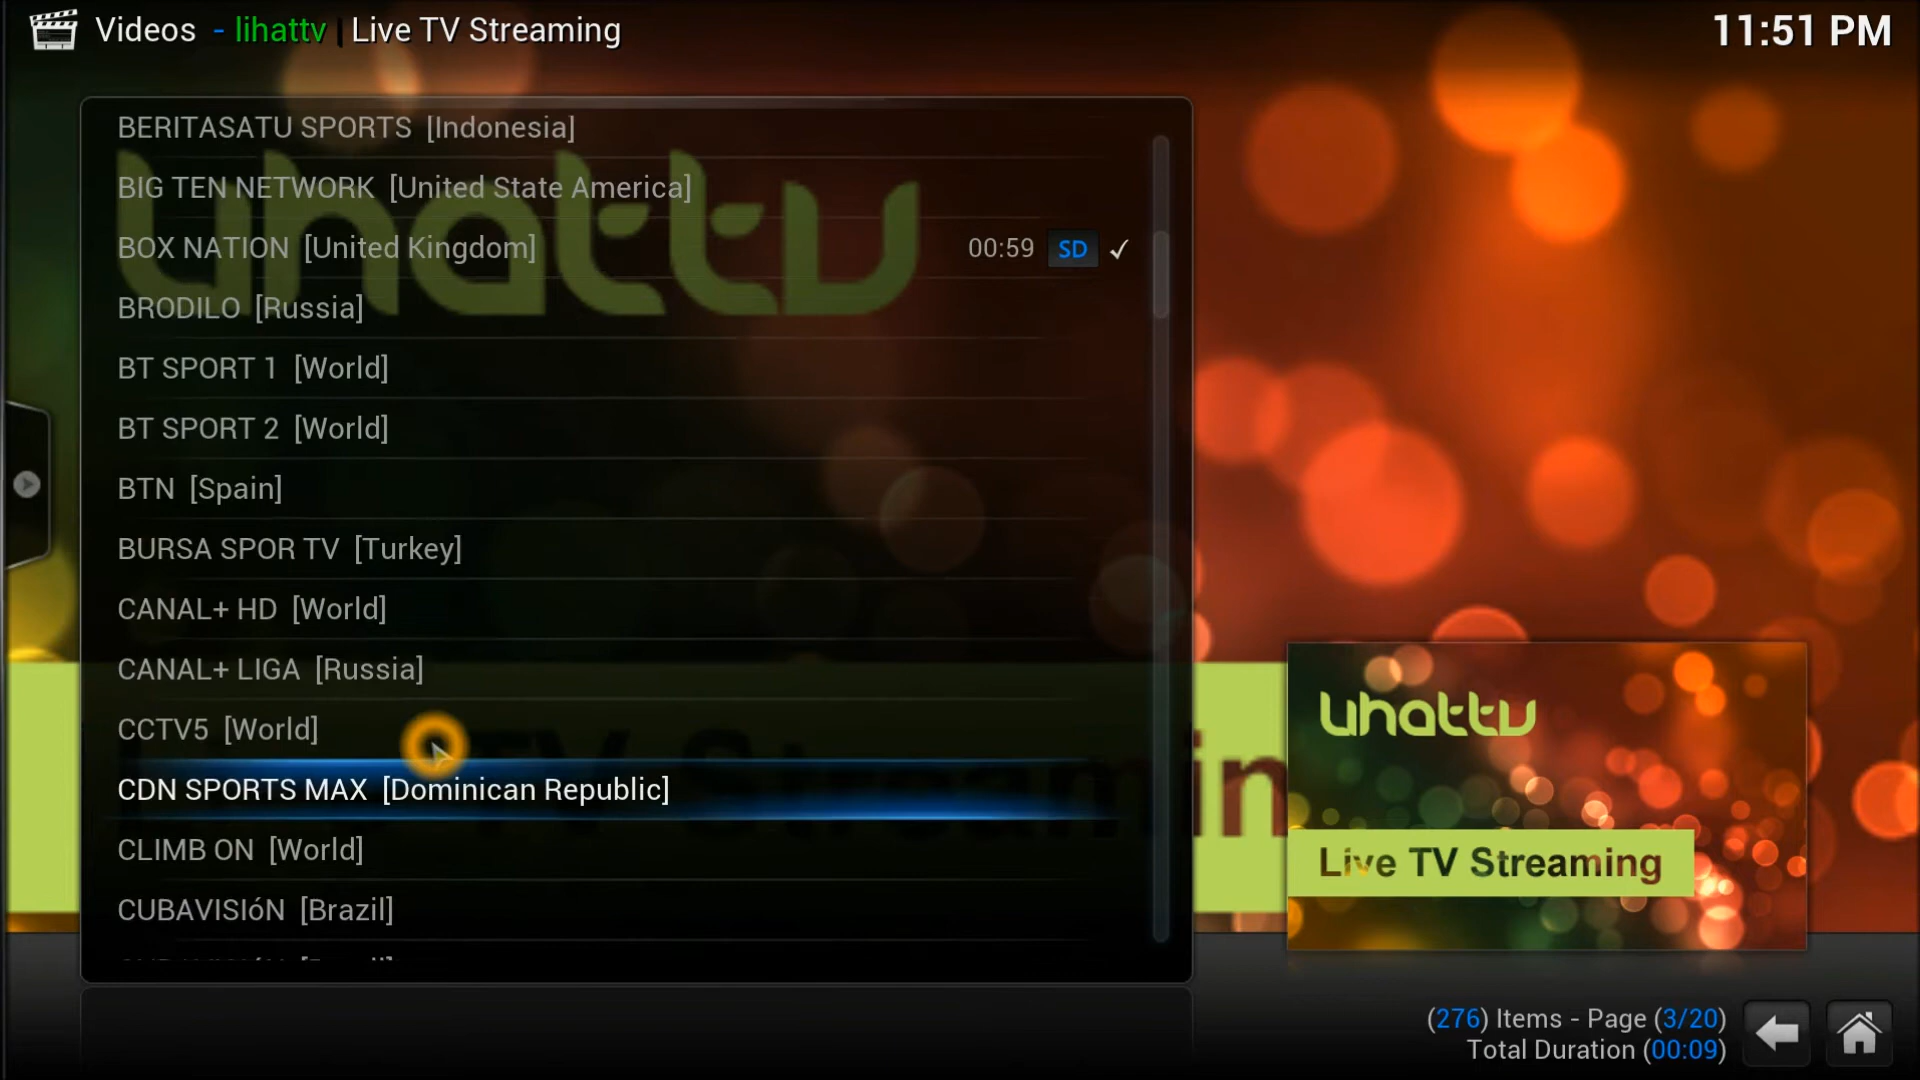 Videos - lihattv | Live TV Streaming
11:51 PM
BERITASATU SPORTS [Indonesia]
BIG TEN NETWORK [United State America]
BOX NATION [United Kingdom] 00:59 SD ✓
BRODILO [Russia]
BT SPORT 1 [World]
BT SPORT 2 [World]
BTN [Spain]
BURSA SPOR TV [Turkey]
CANAL+ HD [World]
CANAL+ LIGA [Russia]
CCTV5 [World]
CDN SPORTS MAX [Dominican Republic]
CLIMB ON [World]
CUBAVISIóN [Brazil]
lihattv
lihattv
Live TV Streaming
(276) Items - Page (3/20)
Total Duration (00:09)